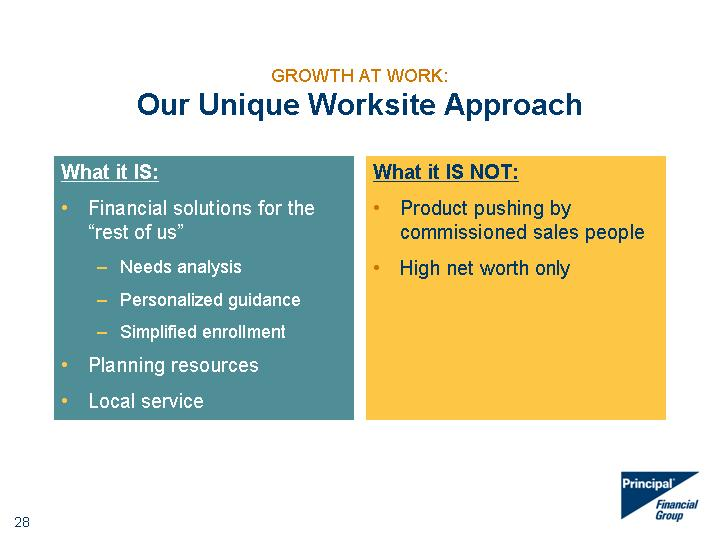 GROWTH AT WORK:
Our Unique Worksite Approach
What it IS:
• Financial solutions for the
“rest of us”
– Needs analysis
– Personalized guidance
– Simplified enrollment
• Planning resources
• Local service
What it IS NOT:
• Product pushing by
commissioned sales people
• High net worth only
Principal®
Financial
Group
28